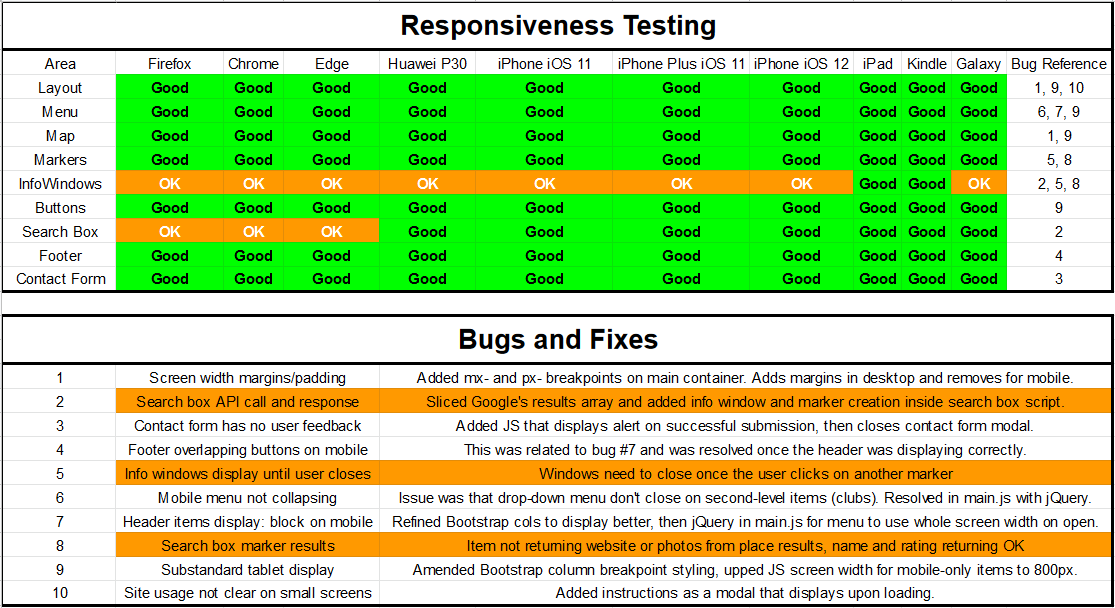 Responsiveness Testing
Area Firefox Chrome Edge Huawei P30 iPhone iOS 11 iPhone Plus iOS 11 iPhone iOS 12 iPad Kindle Galaxy Bug Reference
Layout Good Good Good Good Good Good Good Good Good Good 1, 9, 10
Menu Good Good Good Good Good Good Good Good Good Good 6, 7, 9
Map Good Good Good Good Good Good Good Good Good Good 1, 9
Markers Good Good Good Good Good Good Good Good Good Good 5, 8
InfoWindows OK OK OK OK OK OK OK Good Good OK 2, 5, 8
Buttons Good Good Good Good Good Good Good Good Good Good 9
Search Box OK OK OK Good Good Good Good Good Good Good 2
Footer Good Good Good Good Good Good Good Good Good Good 4
Contact Form Good Good Good Good Good Good Good Good Good Good 3
Bugs and Fixes
1 Screen width margins/padding Added mx- and px- breakpoints on main container. Adds margins in desktop and removes for mobile.
2 Search box API call and response Sliced Google's results array and added info window and marker creation inside search box script.
3 Contact form has no user feedback Added JS that displays alert on successful submission, then closes contact form modal.
4 Footer overlapping buttons on mobile This was related to bug #7 and was resolved once the header was displaying correctly.
5 Info windows display until user closes Windows need to close once the user clicks on another marker
6 Mobile menu not collapsing Issue was that drop-down menu don't close on second-level items (clubs). Resolved in main.js with jQuery.
7 Header items display: block on mobile Refined Bootstrap cols to display better, then jQuery in main.js for menu to use whole screen width on open.
8 Search box marker results Item not returning website or photos from place results, name and rating returning OK
9 Substandard tablet display Amended Bootstrap column breakpoint styling, upped JS screen width for mobile-only items to 800px.
10 Site usage not clear on small screens Added instructions as a modal that displays upon loading.